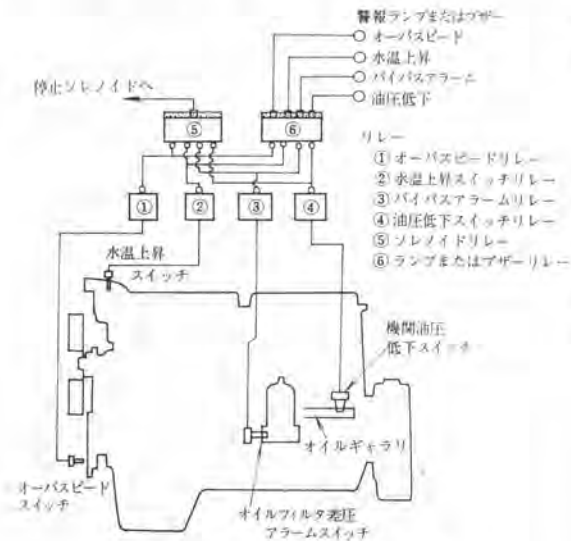 警報ランプまたはブザー
オーバスピード
水温上昇
バイパスアラーム
油圧低下
停止ソレノイドへ
⑤
⑥
リレー
①オーバスピードリレー
②水温上昇スイッチリレー
③バイパスアラームリレー
④油圧低下スイッチリレー
⑤ソレノイドリレー
⑥ランプまたはブザーリレー
①
②
③
④
水温上昇
スイッチ
機関油圧
低下スイッチ
オイルギャラリ
オーバスピード
スイッチ
オイルフィルタ差圧
アラームスイッチ